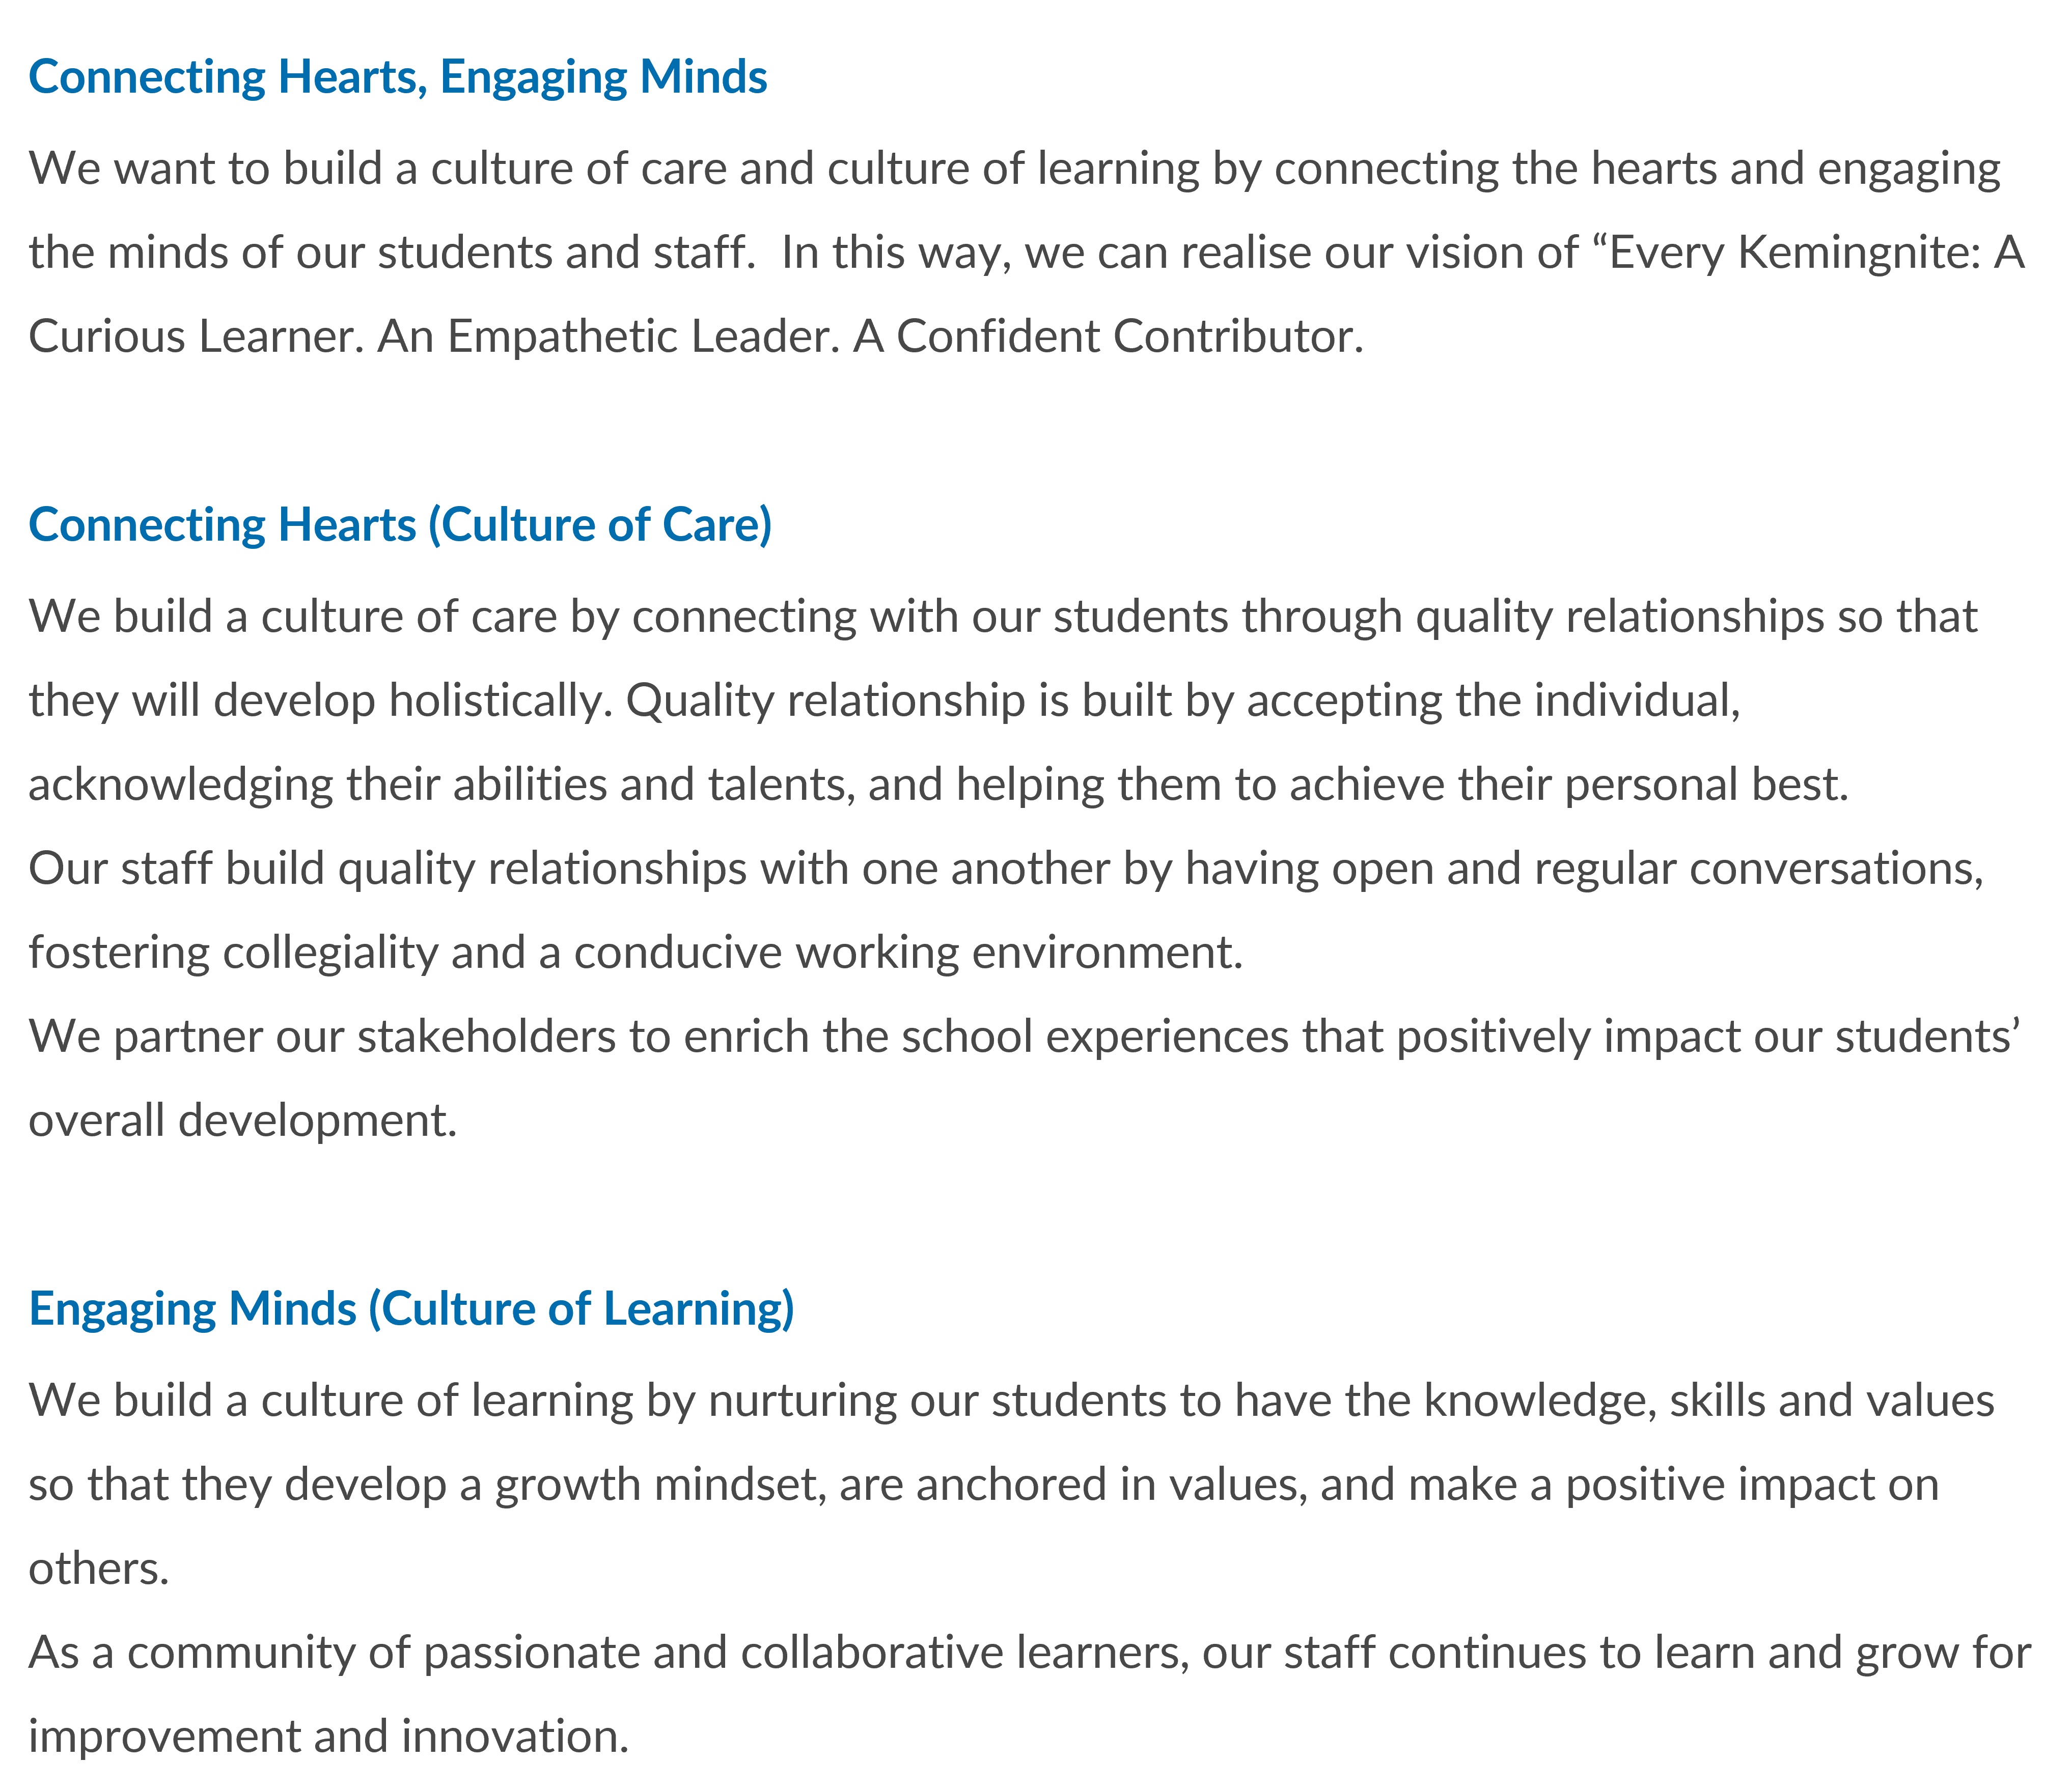 Connecting Hearts, Engaging Minds
We want to build a culture of care and culture of learning by connecting the hearts and engaging
the minds of our students and staff.  In this way, we can realise our vision of “Every Kemingnite: A
Curious Learner. An Empathetic Leader. A Confident Contributor.
Connecting Hearts (Culture of Care)
We build a culture of care by connecting with our students through quality relationships so that
they will develop holistically. Quality relationship is built by accepting the individual,
acknowledging their abilities and talents, and helping them to achieve their personal best.
Our staff build quality relationships with one another by having open and regular conversations,
fostering collegiality and a conducive working environment.
We partner our stakeholders to enrich the school experiences that positively impact our students’
overall development.
Engaging Minds (Culture of Learning)
We build a culture of learning by nurturing our students to have the knowledge, skills and values
so that they develop a growth mindset, are anchored in values, and make a positive impact on
others.
As a community of passionate and collaborative learners, our staff continues to learn and grow for
improvement and innovation.